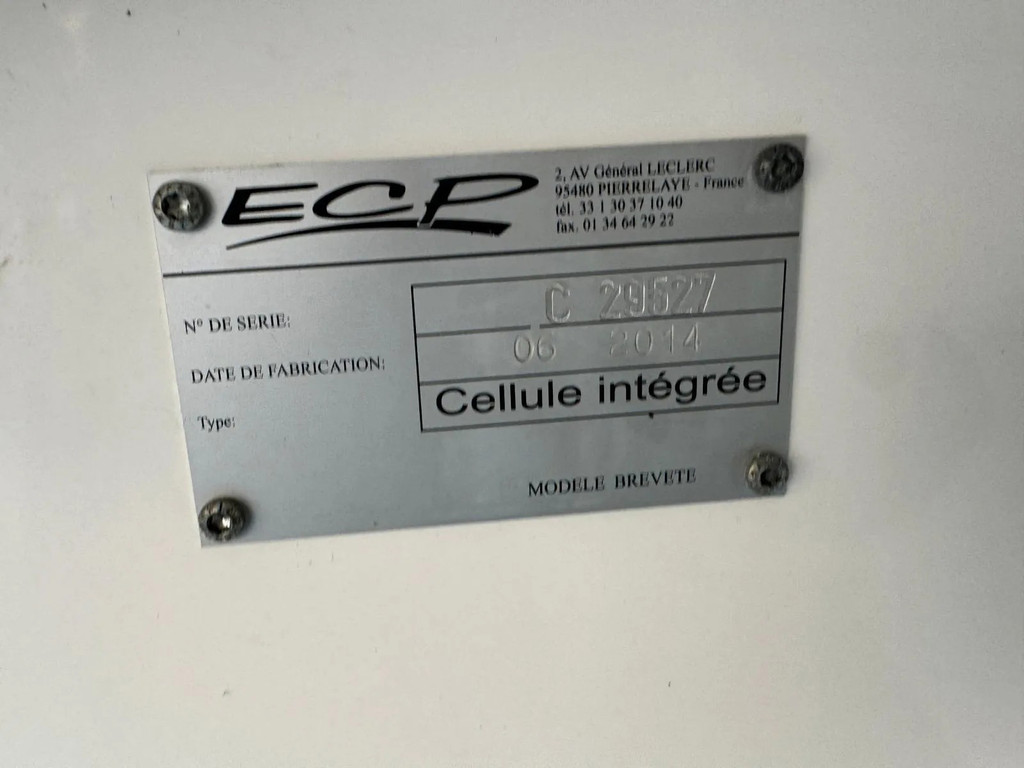 ECP
2, AV Général LECLERC
95480 PIERRELAYE - France
tél. 33 1 30 37 10 40
fax. 01 34 64 29 22
Nº DE SERIE: C 29527
DATE DE FABRICATION: 06 2014
Type: Cellule intégrée
MODELE BREVETE